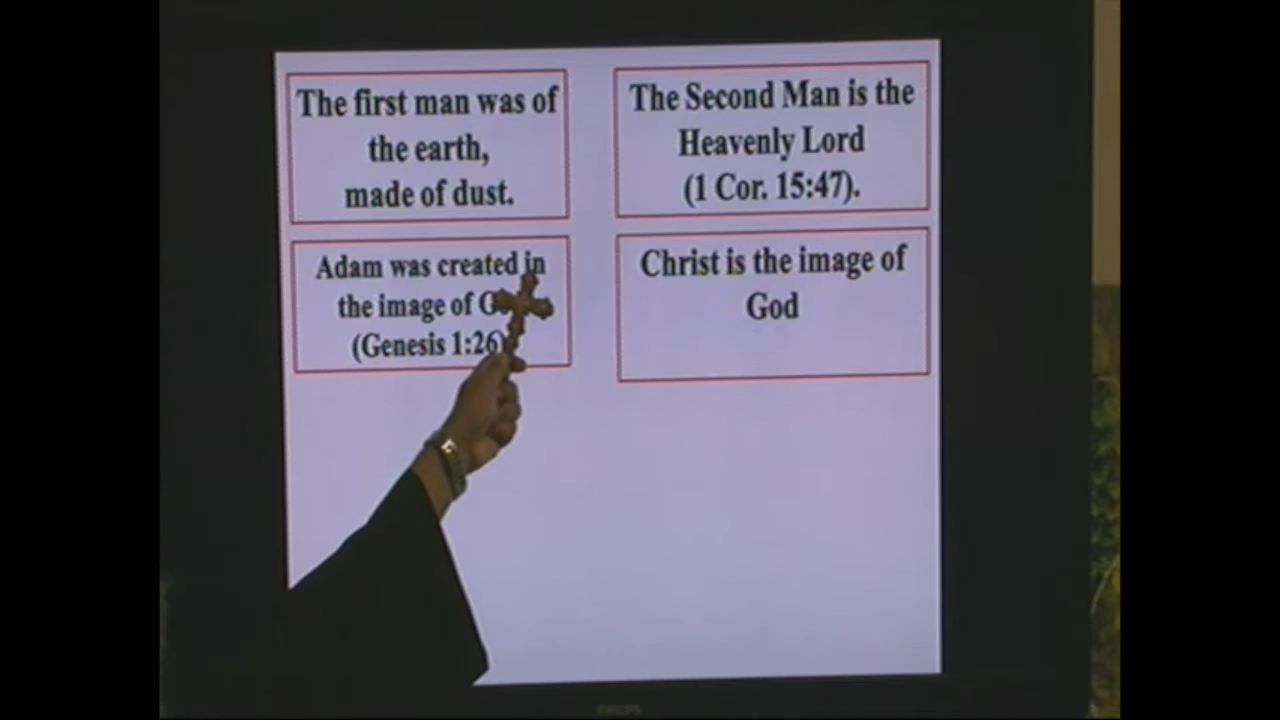 The first man was of
the earth,
made of dust.
The Second Man is the
Heavenly Lord
(1 Cor. 15:47).
Adam was created in
the image of
(Genesis 1:26)
Christ is the image of
God
PHILIPS